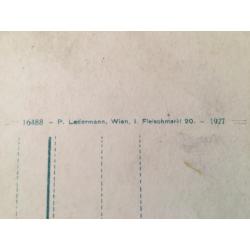 16488 – P. Ledermann, Wien, I. Fleischmarkt 20. – 1927